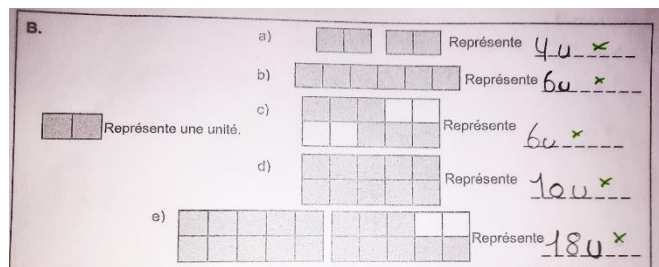 B.
a) Représente 4u x
b) Représente 6u x
c) Représente 6u x
Représente une unité.
d) Représente 10u x
e) Représente 18u x